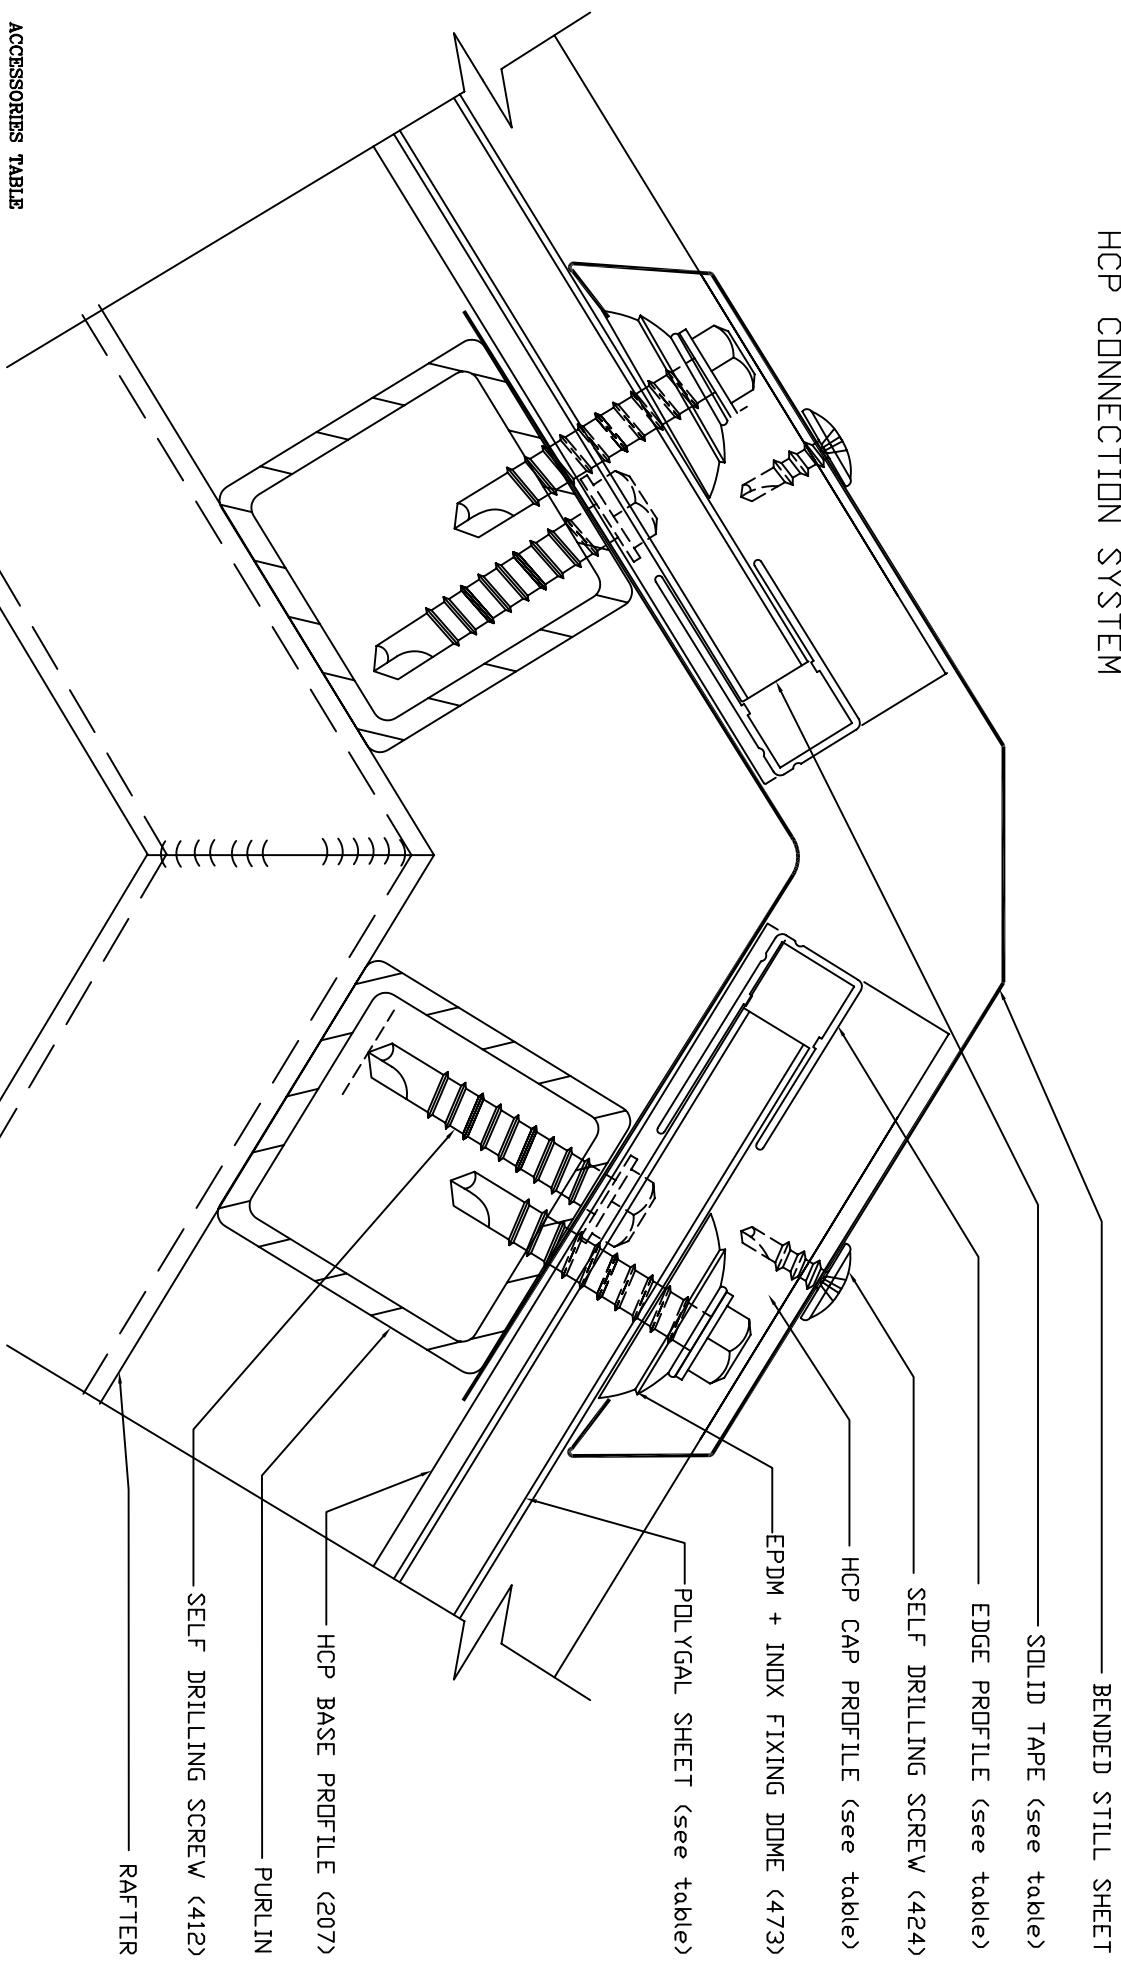 HCP CONNECTION SYSTEM
BENDED STILL SHEET
SOLID TAPE (see table)
EDGE PROFILE (see table)
SELF DRILLING SCREW (424)
HCP CAP PROFILE (see table)
EPDM + INOX FIXING DOME (473)
POLYGAL SHEET (see table)
HCP BASE PROFILE (207)
PURLIN
SELF DRILLING SCREW (412)
RAFTER
ACCESSORIES TABLE